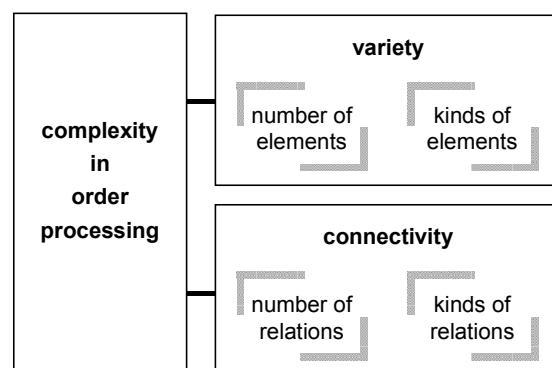 complexity
in
order
processing
variety
number of
elements
kinds of
elements
connectivity
number of
relations
kinds of
relations